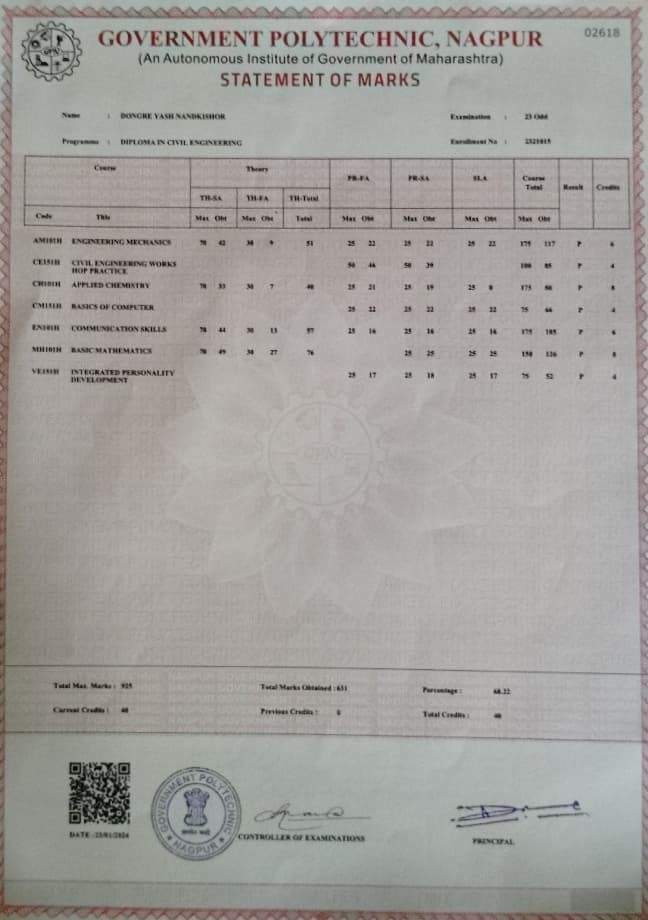 02618
GOVERNMENT POLYTECHNIC, NAGPUR
(An Autonomous Institute of Government of Maharashtra)
STATEMENT OF MARKS
Name : DONGRE YASH NANDKISHOR Examination : 23 Odd
Programme : DIPLOMA IN CIVIL ENGINEERING Enrollment No : 2321015
Course Theory PR-FA PR-SA SLA Course Total Result Credits
TH-SA TH-FA TH-Total
Code Title Max Obt Max Obt Total Max Obt Max Obt Max Obt Max Obt
AM101H ENGINEERING MECHANICS 70 42 30 9 51 25 22 25 22 25 22 175 117 P 6
CE151H CIVIL ENGINEERING WORKS 50 46 50 39 100 85 P 4
HOP PRACTICE
CH101H APPLIED CHEMISTRY 70 33 30 7 40 25 21 25 19 25 0 175 80 P 8
CM151H BASICS OF COMPUTER 25 22 25 22 25 22 75 66 P 4
EN101H COMMUNICATION SKILLS 70 44 30 13 57 25 16 25 16 25 16 175 105 P 6
MH101H BASIC MATHEMATICS 70 49 30 27 76 25 25 25 25 150 126 P 8
VE151H INTEGRATED PERSONALITY 25 17 25 18 25 17 75 52 P 4
DEVELOPMENT
GPN
Total Max. Marks : 925 Total Marks Obtained : 631 Percentage : 68.22
Current Credits : 40 Previous Credits : 0 Total Credits : 40
GOVERNMENT POLYTECHNIC
NAGPUR
DATE :23/01/2024
CONTROLLER OF EXAMINATIONS
PRINCIPAL